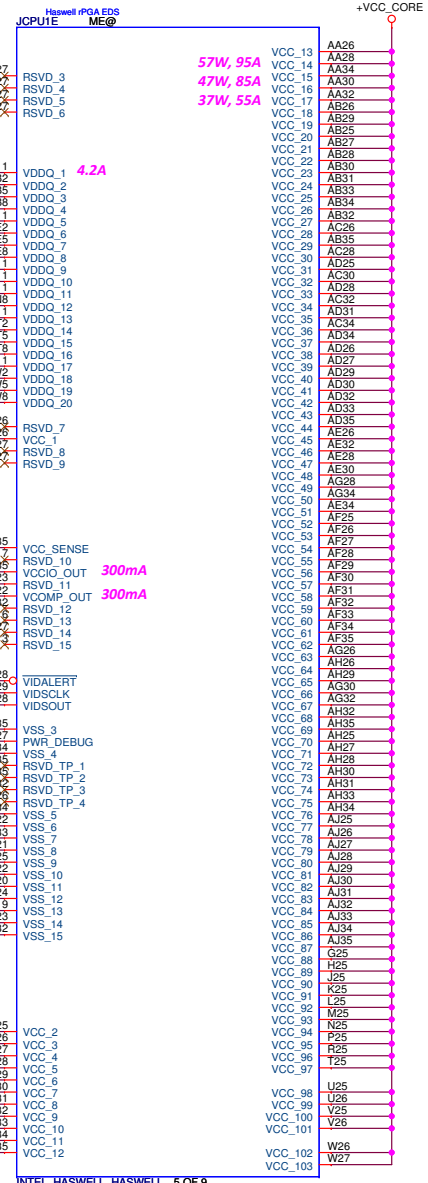 +VCC_CORE
Haswell rPGA EDS
JCPU1E ME@
RSVD_3
RSVD_4
RSVD_5
RSVD_6
VDDQ_1 4.2A
VDDQ_2
VDDQ_3
VDDQ_4
VDDQ_5
VDDQ_6
VDDQ_7
VDDQ_8
VDDQ_9
VDDQ_10
VDDQ_11
VDDQ_12
VDDQ_13
VDDQ_14
VDDQ_15
VDDQ_16
VDDQ_17
VDDQ_18
VDDQ_19
VDDQ_20
RSVD_7
VCC_1
RSVD_8
RSVD_9
VCC_SENSE
RSVD_10
VCCIO_OUT 300mA
RSVD_11
VCOMP_OUT 300mA
RSVD_12
RSVD_13
RSVD_14
RSVD_15
VIDALERT
VIDSCLK
VIDSOUT
VSS_3
PWR_DEBUG
VSS_4
RSVD_TP_1
RSVD_TP_2
RSVD_TP_3
RSVD_TP_4
VSS_5
VSS_6
VSS_7
VSS_8
VSS_9
VSS_10
VSS_11
VSS_12
VSS_13
VSS_14
VSS_15
VCC_2
VCC_3
VCC_4
VCC_5
VCC_6
VCC_7
VCC_8
VCC_9
VCC_10
VCC_11
VCC_12
57W, 95A
47W, 85A
37W, 55A
VCC_13 AA26
VCC_14 AA28
VCC_15 AA34
VCC_16 AA30
VCC_17 AA32
VCC_18 AB26
VCC_19 AB29
VCC_20 AB25
VCC_21 AB27
VCC_22 AB28
VCC_23 AB30
VCC_24 AB31
VCC_25 AB33
VCC_26 AB34
VCC_27 AB32
VCC_28 AC26
VCC_29 AB35
VCC_30 AC28
VCC_31 AD25
VCC_32 AC30
VCC_33 AD28
VCC_34 AC32
VCC_35 AD31
VCC_36 AC34
VCC_37 AD34
VCC_38 AD26
VCC_39 AD27
VCC_40 AD29
VCC_41 AD30
VCC_42 AD32
VCC_43 AD33
VCC_44 AD35
VCC_45 AE26
VCC_46 AE32
VCC_47 AE28
VCC_48 AE30
VCC_49 AG28
VCC_50 AG34
VCC_51 AE34
VCC_52 AF25
VCC_53 AF26
VCC_54 AF27
VCC_55 AF28
VCC_56 AF29
VCC_57 AF30
VCC_58 AF31
VCC_59 AF32
VCC_60 AF33
VCC_61 AF34
VCC_62 AF35
VCC_63 AG26
VCC_64 AH26
VCC_65 AH29
VCC_66 AG30
VCC_67 AG32
VCC_68 AH32
VCC_69 AH35
VCC_70 AH25
VCC_71 AH27
VCC_72 AH28
VCC_73 AH30
VCC_74 AH31
VCC_75 AH33
VCC_76 AH34
VCC_77 AJ25
VCC_78 AJ26
VCC_79 AJ27
VCC_80 AJ28
VCC_81 AJ29
VCC_82 AJ30
VCC_83 AJ31
VCC_84 AJ32
VCC_85 AJ33
VCC_86 AJ34
VCC_87 AJ35
VCC_88 G25
VCC_89 H25
VCC_90 J25
VCC_91 K25
VCC_92 L25
VCC_93 M25
VCC_94 N25
VCC_95 P25
VCC_96 R25
VCC_97 T25
VCC_98 U25
VCC_99 U26
VCC_100 V25
VCC_101 V26
VCC_102 W26
VCC_103 W27
INTEL_HASWELL_HASWELL 5 OF 9